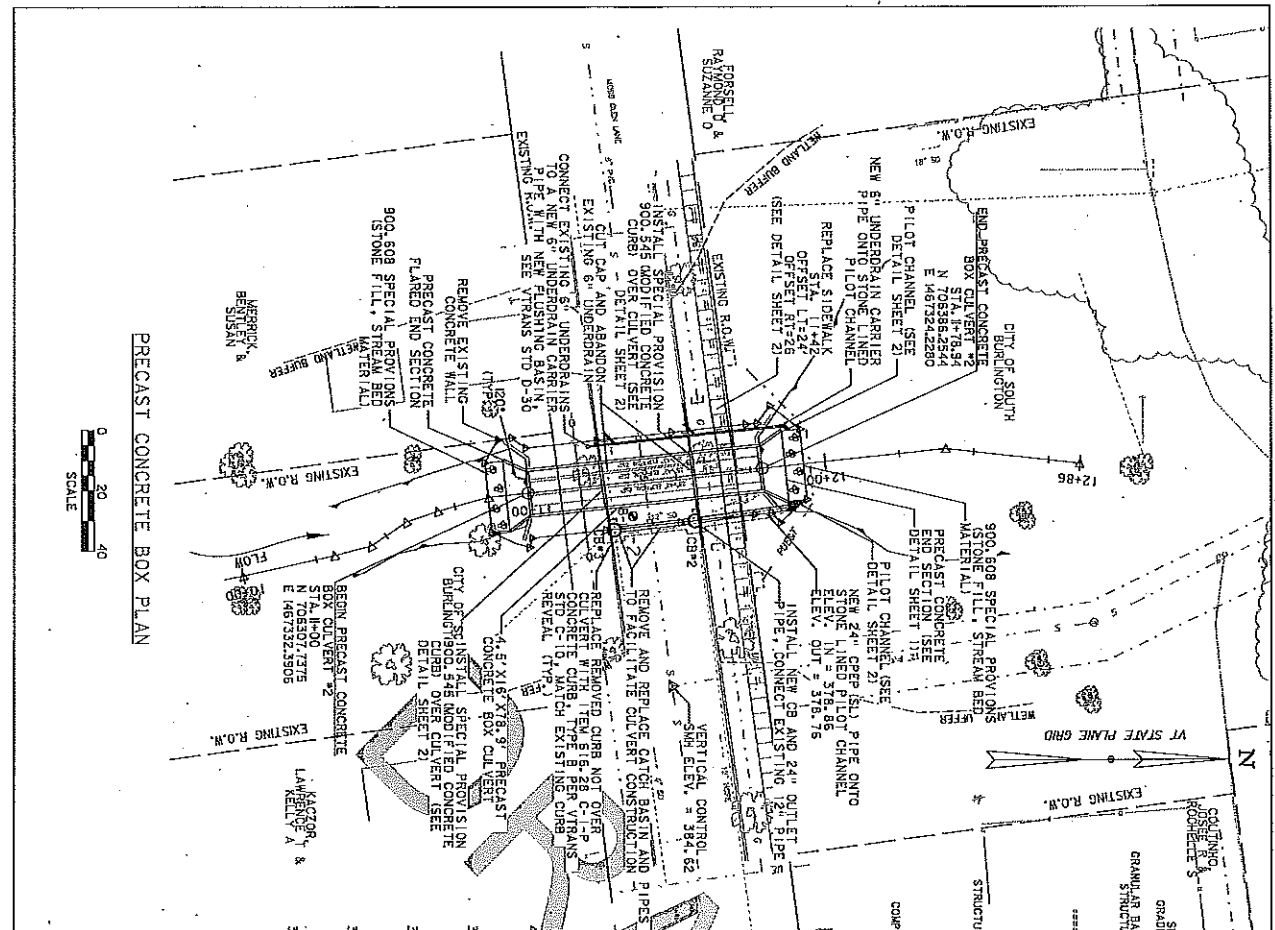 FORSELL
RAYMOND D &
SUZANNE O
MOSS GLEN LANE
WETLAND BUFFER
EXISTING R.O.W.
NEW 6" UNDERDRAIN CARRIER
PIPE ONTO STONE LINED
PILOT CHANNEL
PILOT CHANNEL (SEE
DETAIL SHEET 2)
END PRECAST CONCRETE
BOX CULVERT #2
STA. 11+78.94
N 706386.2544
E 1467324.2280
CITY OF SOUTH
BURLINGTON
REPLACE SIDEWALK
STA. 11+42
OFFSET LT=24'
OFFSET RT=26
(SEE DETAIL SHEET 2)
EXISTING R.O.W.
INSTALL SPECIAL PROVISION
900.545 (MODIFIED CONCRETE
CURB) OVER CULVERT (SEE
DETAIL SHEET 2)
CUT CAP AND ABANDON
EXISTING 6" UNDERDRAIN
CONNECT EXISTING 6" UNDERDRAINS
TO A NEW 6" UNDERDRAIN CARRIER
PIPE WITH NEW FLUSHING BASIN,
SEE VTRANS STD D-30
EXISTING R.O.W.
REMOVE EXISTING
CONCRETE WALL
PRECAST CONCRETE
FLARED END SECTION
900.608 SPECIAL PROVISIONS
(STONE FILL, STREAM BED
MATERIAL)
120°
(TYP)
MERRICK,
BENTLEY &
SUSAN
WETLAND BUFFER
EXISTING R.O.W.
FLOW
12+86
12+00
CB#2
CB#3
900.608 SPECIAL PROVIONS
(STONE FILL, STREAM BED
MATERIAL)
PRECAST CONCRETE
END SECTION (SEE
DETAIL SHEET 1)
PILOT CHANNEL (SEE
DETAIL SHEET 2)
NEW 24" CPEP (SL) PIPE ONTO
STONE LINED PILOT CHANNEL
ELEV. IN = 378.86
ELEV. OUT = 378.76
INSTALL NEW CB AND 24" OUTLET
PIPE, CONNECT EXISTING 12" PIPE
VERTICAL CONTROL
SMH ELEV. = 384.62
REMOVE AND REPLACE CATCH BASIN AND PIPES
TO FACILITATE CULVERT CONSTRUCTION
REPLACE REMOVED CURB NOT OVER
CULVERT WITH ITEM 616.28 C-I-P
CONCRETE CURB, TYPE B PER VTRANS
STD C-10, MATCH EXISTING CURB
REVEAL (TYP.)
4.5'X16'X78.9' PRECAST
CONCRETE BOX CULVERT
INSTALL SPECIAL PROVISION
900.545 (MODIFIED CONCRETE
CURB) OVER CULVERT (SEE
DETAIL SHEET 2)
BEGIN PRECAST CONCRETE
BOX CULVERT #2
STA. 11+00
N 706307.7375
E 1467332.3906
EXISTING R.O.W.
KACZOR,
LAWRENCE T &
KELLY A
VT STATE PLANE GRID
N
EXISTING R.O.W.
COUTINHO,
JOSEE R &
ROCHELLE S
PRECAST CONCRETE BOX PLAN
0 20 40
SCALE